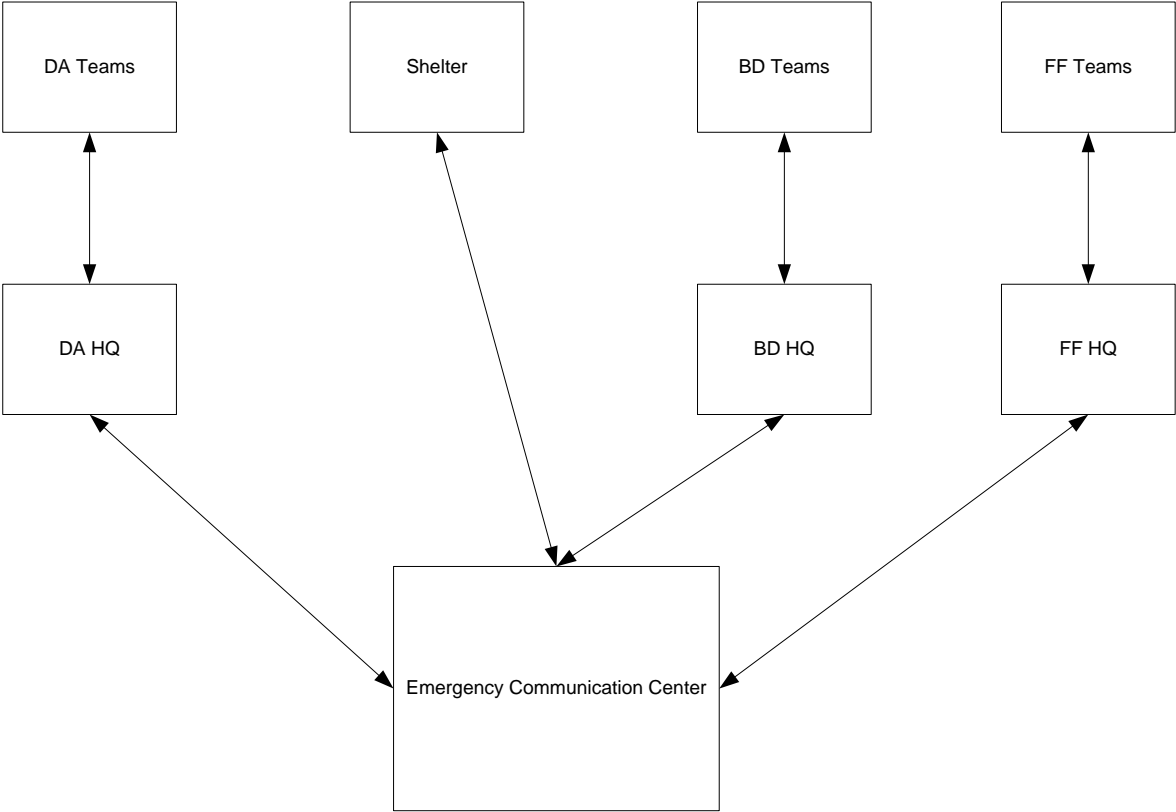 DA Teams
Shelter
BD Teams
FF Teams
DA HQ
BD HQ
FF HQ
Emergency Communication Center